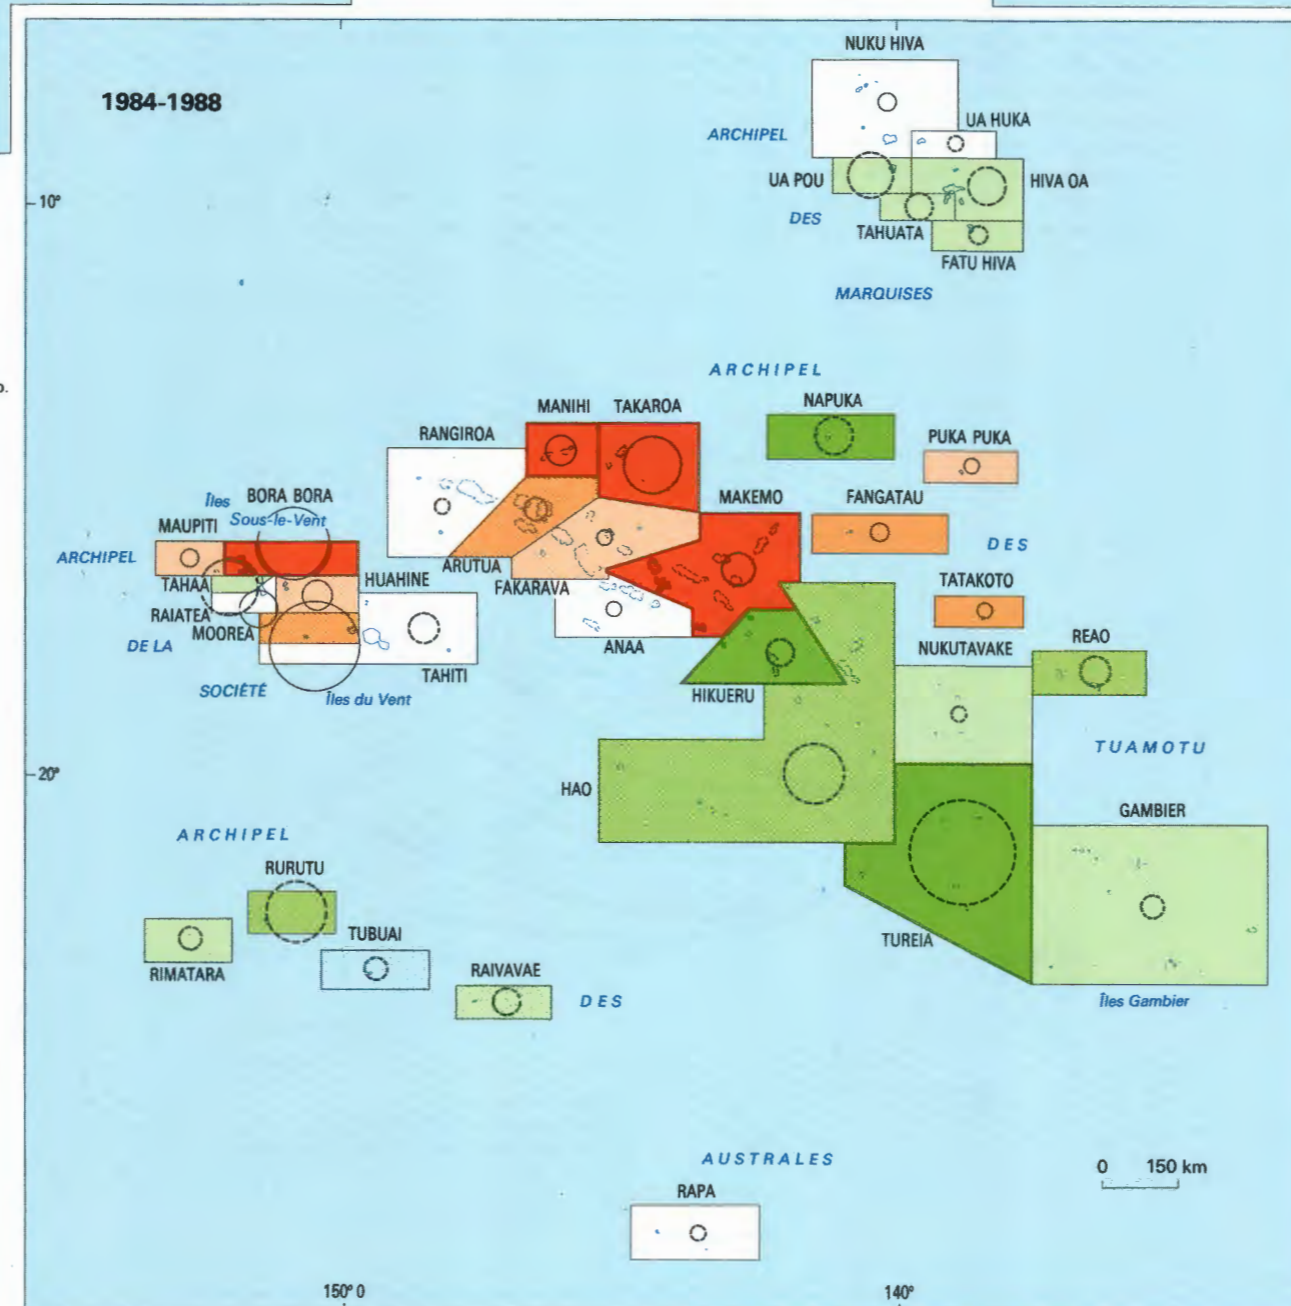 1984-1988
NUKU HIVA
ARCHIPEL
UA HUKA
UA POU
HIVA OA
10°
DES
TAHUATA
FATU HIVA
MARQUISES
ARCHIPEL
NAPUKA
MANIHI
TAKAROA
RANGIROA
PUKA PUKA
Îles
Sous-le-Vent
BORA BORA
MAKEMO
FANGATAU
MAUPITI
ARCHIPEL
DES
ARUTUA
TAHAA
HUAHINE
FAKARAVA
TATAKOTO
RAIATEA
MOOREA
REAO
DE LA
ANAA
NUKUTAVAKE
TAHITI
SOCIÉTÉ
Îles du Vent
HIKUERU
TUAMOTU
20°
HAO
GAMBIER
ARCHIPEL
RURUTU
TUBUAI
TUREIA
RIMATARA
RAIVAVAE
DES
Îles Gambier
AUSTRALES
0 150 km
RAPA
150° 0
140°